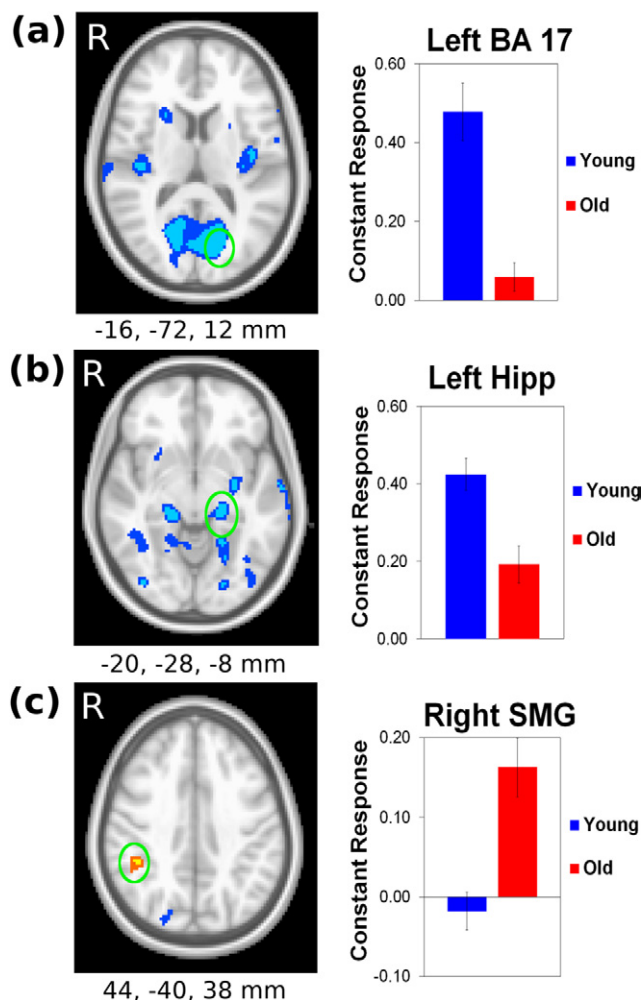 (a)
R
-16, -72, 12 mm
Left BA 17
Constant Response
0.60
0.40
0.20
0.00
Young
Old
(b)
R
-20, -28, -8 mm
Left Hipp
Constant Response
0.60
0.40
0.20
0.00
Young
Old
(c)
R
44, -40, 38 mm
Right SMG
Constant Response
0.20
0.10
0.00
-0.10
Young
Old